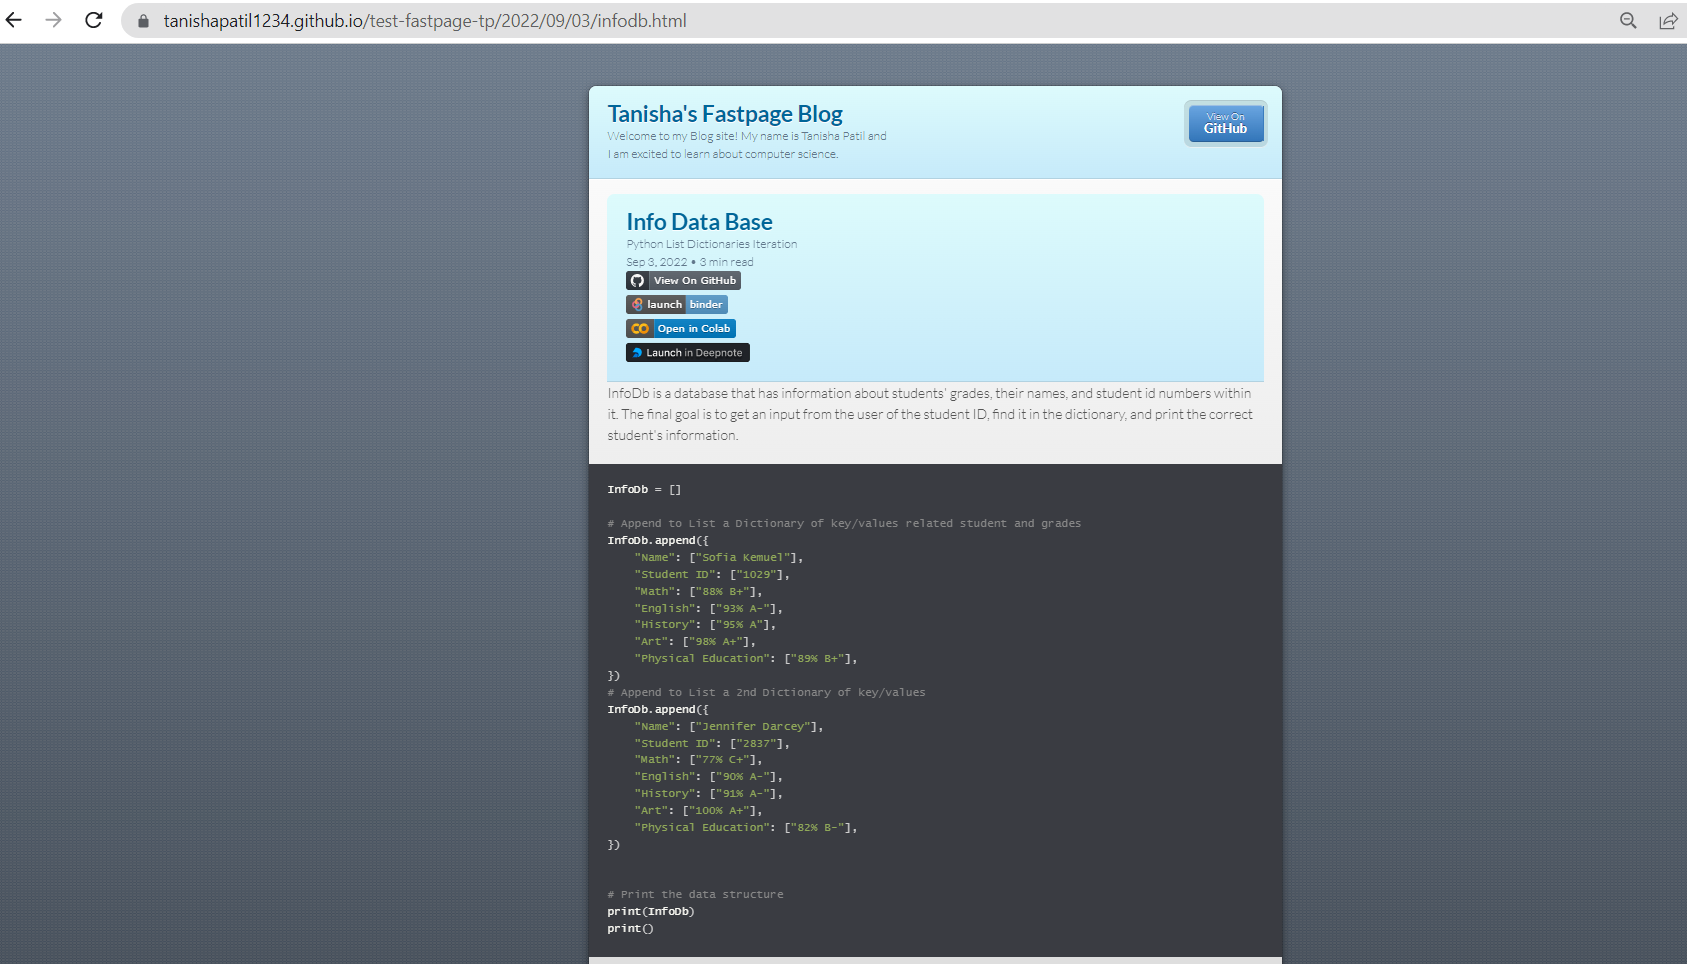 tanishapatil1234.github.io/test-fastpage-tp/2022/09/03/infodb.html
Tanisha's Fastpage Blog
Welcome to my Blog site! My name is Tanisha Patil and
I am excited to learn about computer science.
View On
GitHub
Info Data Base
Python List Dictionaries Iteration
Sep 3, 2022 • 3 min read
View On GitHub
launch binder
Open in Colab
Launch in Deepnote
InfoDb is a database that has information about students' grades, their names, and student id numbers within
it. The final goal is to get an input from the user of the student ID, find it in the dictionary, and print the correct
student's information.
InfoDb = []
# Append to List a Dictionary of key/values related student and grades
InfoDb.append({
    "Name": ["Sofia Kemuel"],
    "Student ID": ["1029"],
    "Math": ["88% B+"],
    "English": ["93% A-"],
    "History": ["95% A"],
    "Art": ["98% A+"],
    "Physical Education": ["89% B+"],
})
# Append to List a 2nd Dictionary of key/values
InfoDb.append({
    "Name": ["Jennifer Darcey"],
    "Student ID": ["2837"],
    "Math": ["77% C+"],
    "English": ["90% A-"],
    "History": ["91% A-"],
    "Art": ["100% A+"],
    "Physical Education": ["82% B-"],
})
# Print the data structure
print(InfoDb)
print()